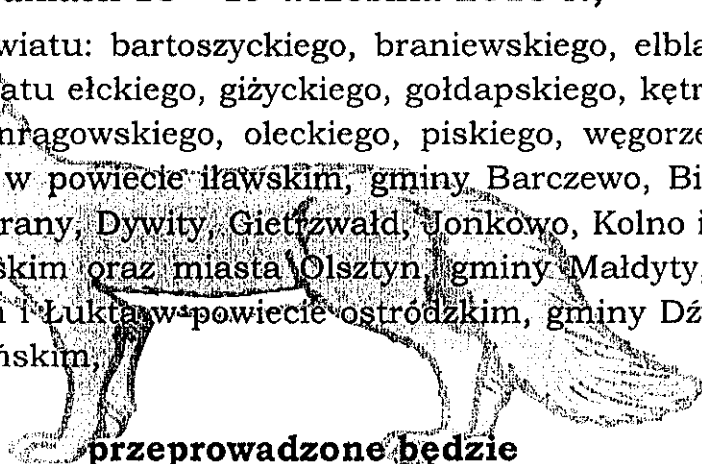 wiatu: bartoszyckiego, braniewskiego, elblą
atu ełckiego, giżyckiego, gołdapskiego, kętr
mrągowskiego, oleckiego, piskiego, węgorze
w powiecie iławskim, gminy Barczewo, Bi
rany, Dywity, Gietrzwałd, Jonkowo, Kolno i
skim oraz miasta Olsztyn, gminy Małdyty,
i Łukta w powiecie ostródzkim, gminy Dź
ńskim,
przeprowadzone będzie